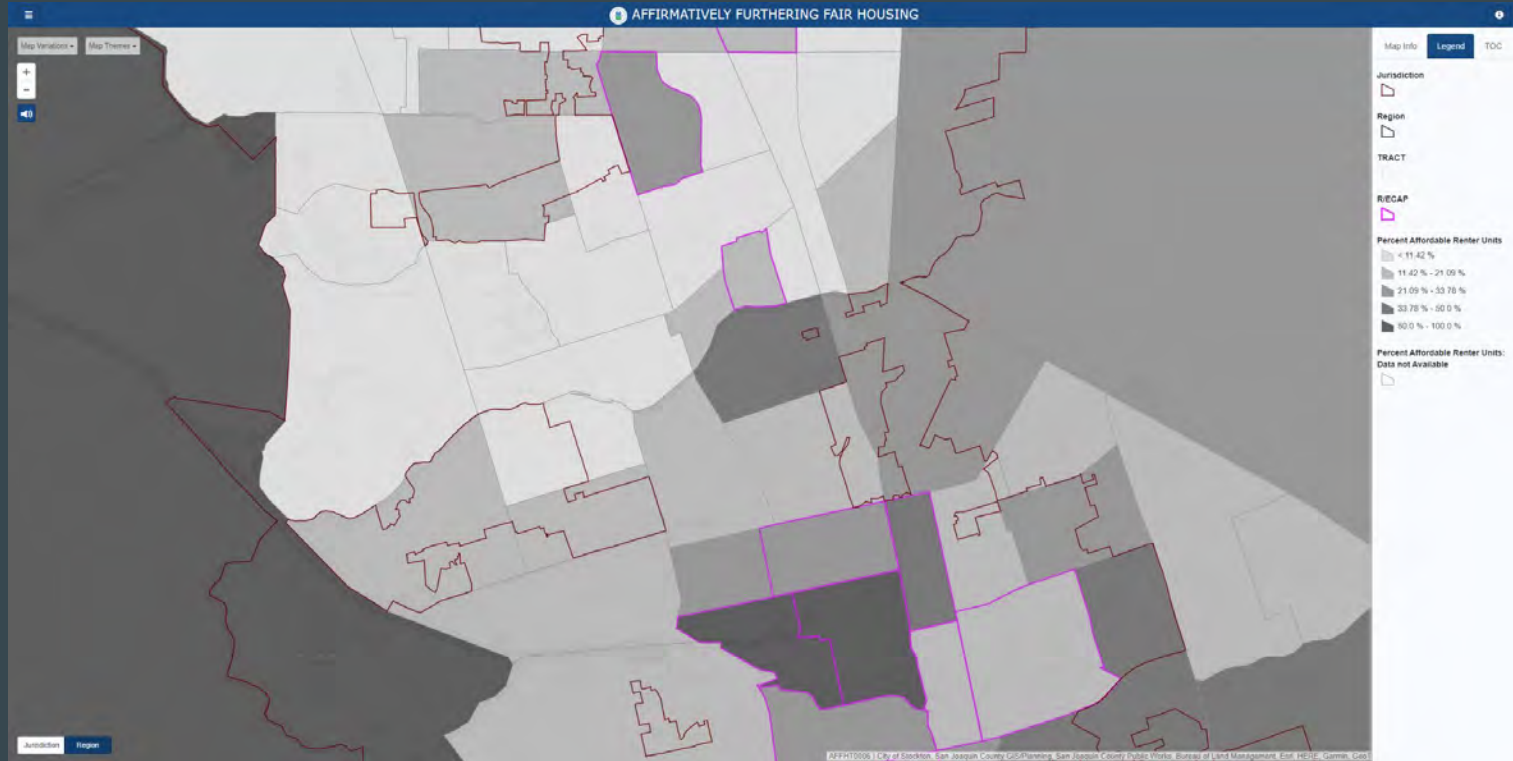 AFFIRMATIVELY FURTHERING FAIR HOUSING
Map Variations
Map Themes
+
-
Map Info
Legend
TOC
Jurisdiction
Region
TRACT
R/ECAP
Percent Affordable Renter Units
< 11.42 %
11.42 % - 21.09 %
21.09 % - 33.78 %
33.78 % - 50.0 %
50.0 % - 100.0 %
Percent Affordable Renter Units:
Data not Available
Jurisdiction
Region
AFFHT0006 | City of Stockton, San Joaquin County GIS/Planning, San Joaquin County Public Works, Bureau of Land Management, Esri, HERE, Garmin, Geo